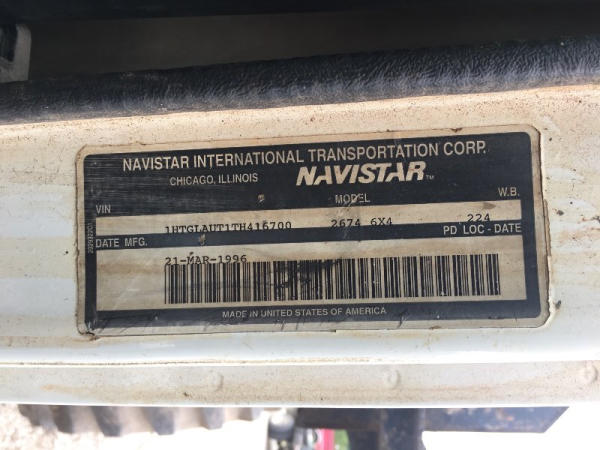 NAVISTAR INTERNATIONAL TRANSPORTATION CORP.
CHICAGO, ILLINOIS NAVISTAR™
VIN MODEL W.B.
1HTGLAUT1TH416700 2674 6X4 224
DATE MFG. PD LOC - DATE
21-MAR-1996
MADE IN UNITED STATES OF AMERICA